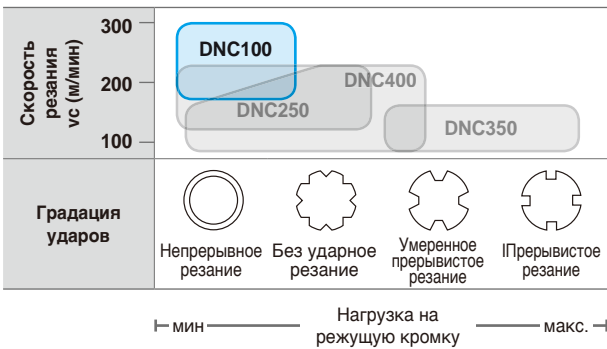 Скорость
резания
vc (м/мин)
300
200
100
DNC100
DNC400
DNC250
DNC350
Градация
ударов
Непрерывное
резание
Без ударное
резание
Умеренное
прерывистое
резание
IПрерывистое
резание
мин
Нагрузка на
режущую кромку
макс.